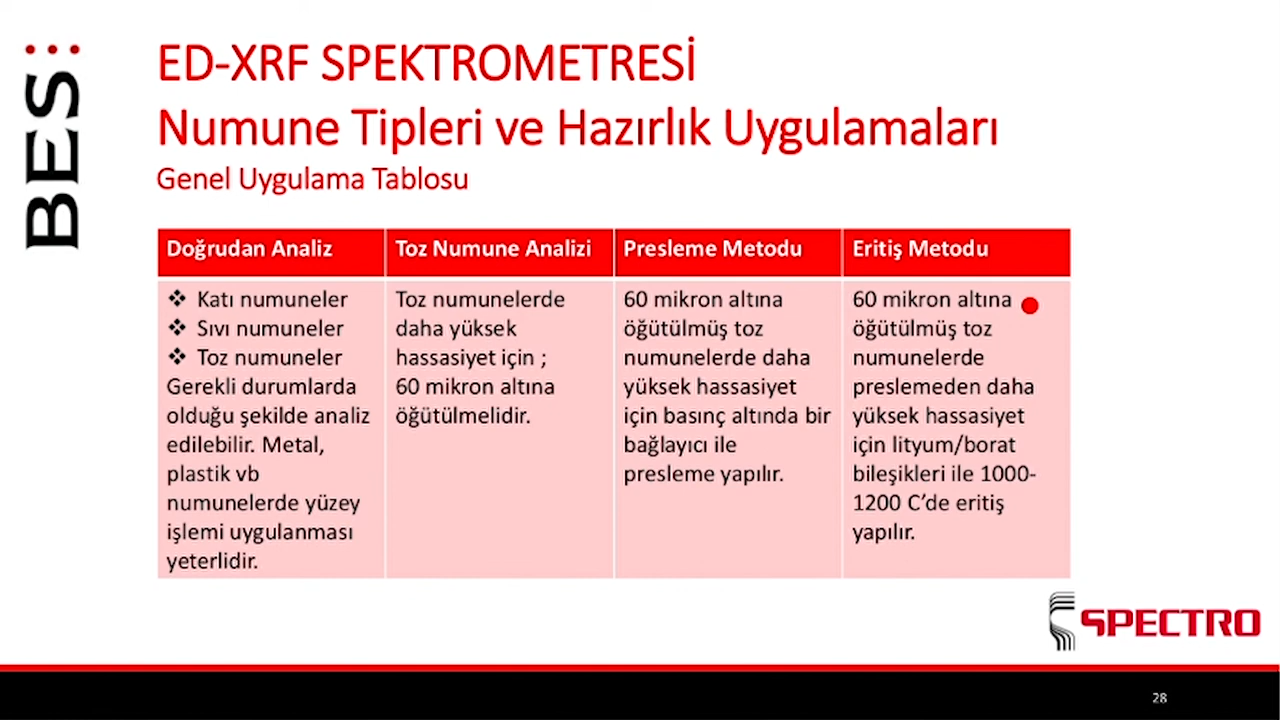 BES
ED-XRF SPEKTROMETRESİ
Numune Tipleri ve Hazırlık Uygulamaları
Genel Uygulama Tablosu
Doğrudan Analiz
❖ Katı numuneler
❖ Sıvı numuneler
❖ Toz numuneler
Gerekli durumlarda
olduğu şekilde analiz
edilebilir. Metal,
plastik vb
numunelerde yüzey
işlemi uygulanması
yeterlidir.
Toz Numune Analizi
Toz numunelerde
daha yüksek
hassasiyet için ;
60 mikron altına
öğütülmelidir.
Presleme Metodu
60 mikron altına
öğütülmüş toz
numunelerde daha
yüksek hassasiyet
için basınç altında bir
bağlayıcı ile
presleme yapılır.
Eritiş Metodu
60 mikron altına
öğütülmüş toz
numunelerde
preslemeden daha
yüksek hassasiyet
için lityum/borat
bileşikleri ile 1000-
1200 C’de eritiş
yapılır.
SPECTRO
28